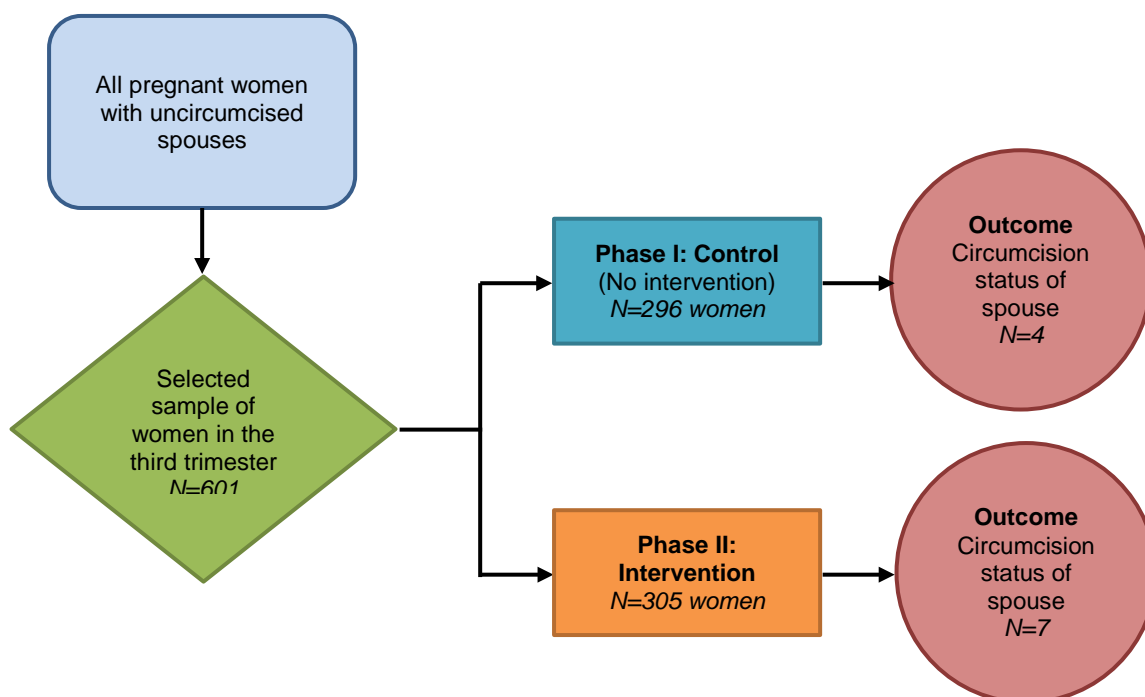 All pregnant women
with uncircumcised
spouses
Selected
sample of
women in the
third trimester
N=601
Phase I: Control
(No intervention)
N=296 women
Outcome
Circumcision
status of
spouse
N=4
Phase II:
Intervention
N=305 women
Outcome
Circumcision
status of
spouse
N=7